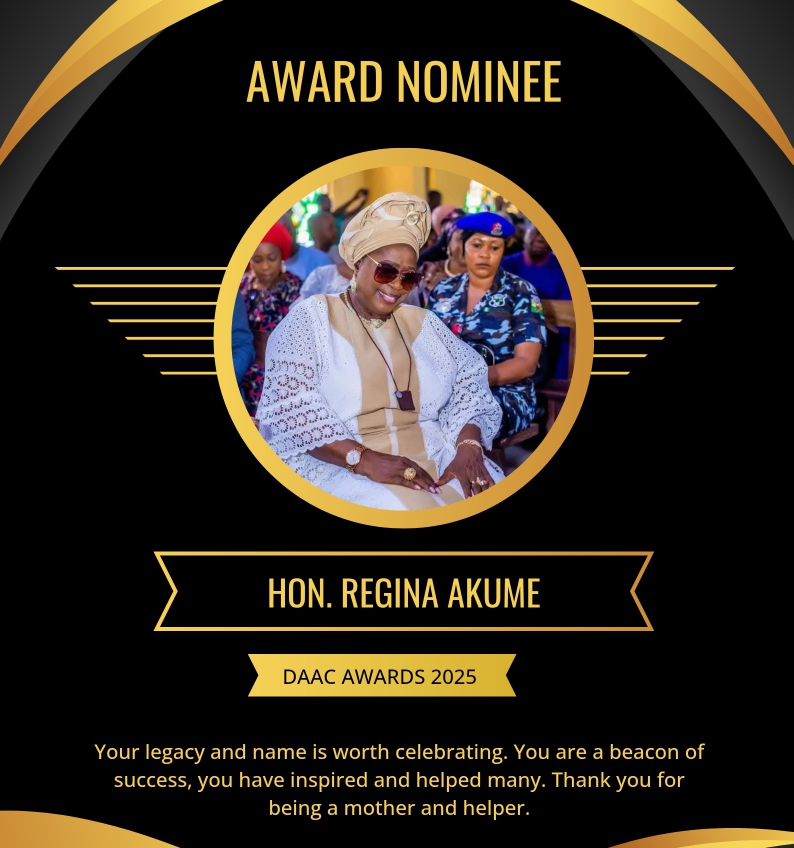 AWARD NOMINEE
HON. REGINA AKUME
DAAC AWARDS 2025
Your legacy and name is worth celebrating. You are a beacon of
success, you have inspired and helped many. Thank you for
being a mother and helper.